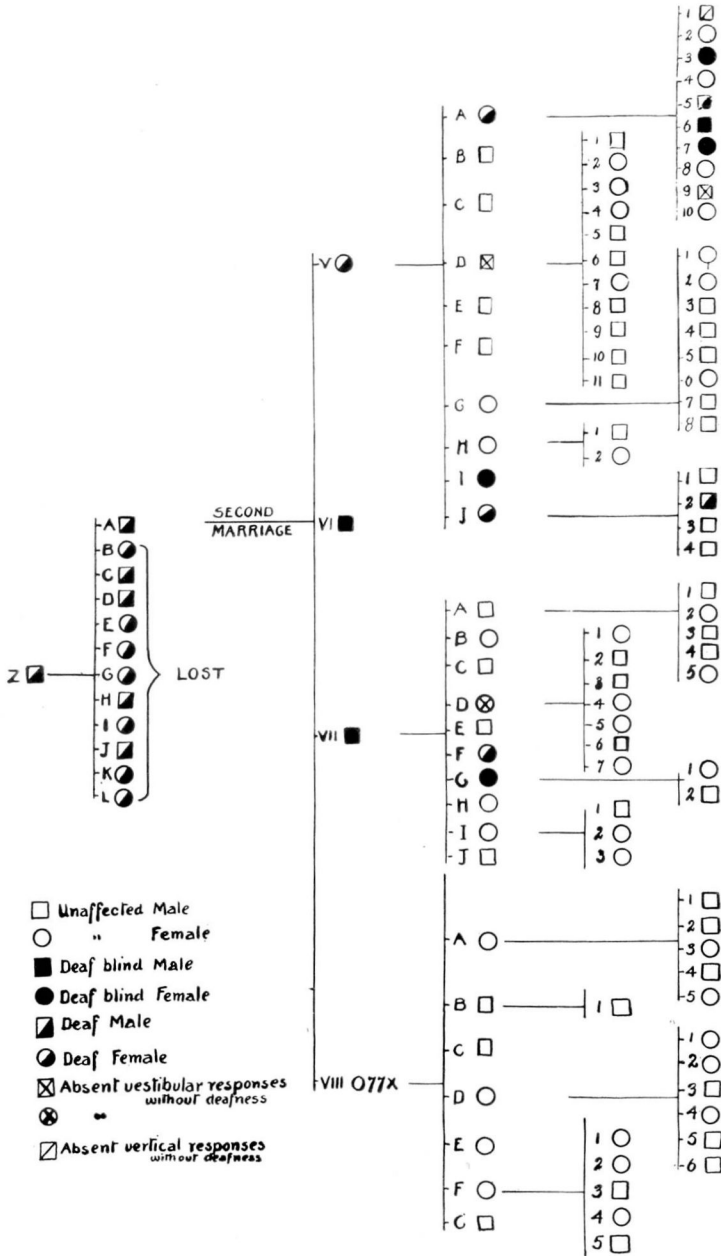 Z
A
B
C
D
E
F
G
H
I
J
K
L
LOST
SECOND
MARRIAGE
V
VI
VII
VIII O77X
A
B
C
D
E
F
G
H
I
J
1
2
3
4
5
6
7
8
9
10
1
2
3
4
5
6
7
8
9
10
11
1
2
3
4
5
0
7
8
1
2
1
2
3
4
A
B
C
D
E
F
G
H
I
J
1
2
3
4
5
1
2
3
4
5
6
7
1
2
1
2
3
A
B
C
D
E
F
G
1
2
3
4
5
1
1
2
3
4
5
6
1
2
3
4
5
Unaffected Male
" Female
Deaf blind Male
Deaf blind Female
Deaf Male
Deaf Female
Absent vestibular responses
without deafness
"
Absent vertical responses
without deafness